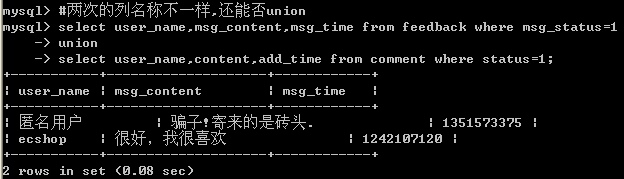 mysql> #两次的列名称不一样,还能否union
mysql> select user_name,msg_content,msg_time from feedback where msg_status=1
    -> union
    -> select user_name,content,add_time from comment where status=1;
+-----------+--------------------+------------+
| user_name | msg_content        | msg_time   |
+-----------+--------------------+------------+
| 匿名用户         | 骗子!寄来的是砖头.              | 1351573375 |
| ecshop    | 很好，我很喜欢              | 1242107120 |
+-----------+--------------------+------------+
2 rows in set (0.08 sec)